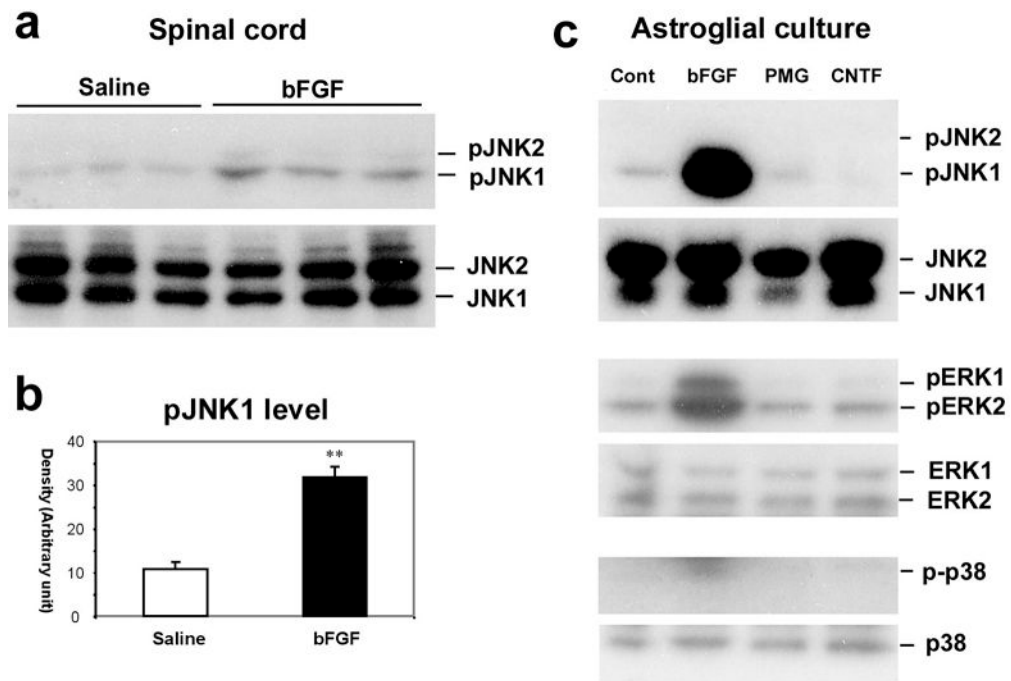 a
Spinal cord
Saline bFGF
pJNK2
pJNK1
JNK2
JNK1
b
pJNK1 level
Density (Arbitrary unit)
40
30
20
10
0
**
Saline bFGF
c
Astroglial culture
Cont bFGF PMG CNTF
pJNK2
pJNK1
JNK2
JNK1
pERK1
pERK2
ERK1
ERK2
p-p38
p38